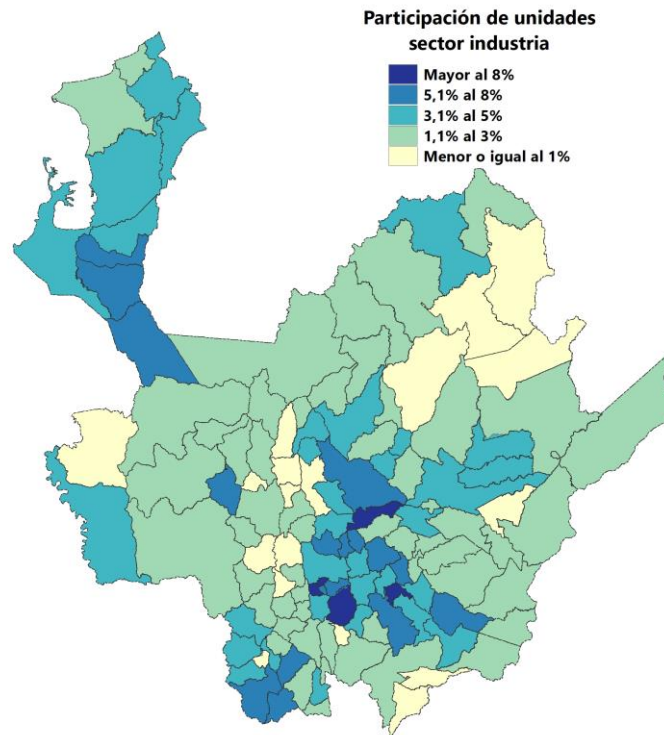 Participación de unidades
sector industria
Mayor al 8%
5,1% al 8%
3,1% al 5%
1,1% al 3%
Menor o igual al 1%